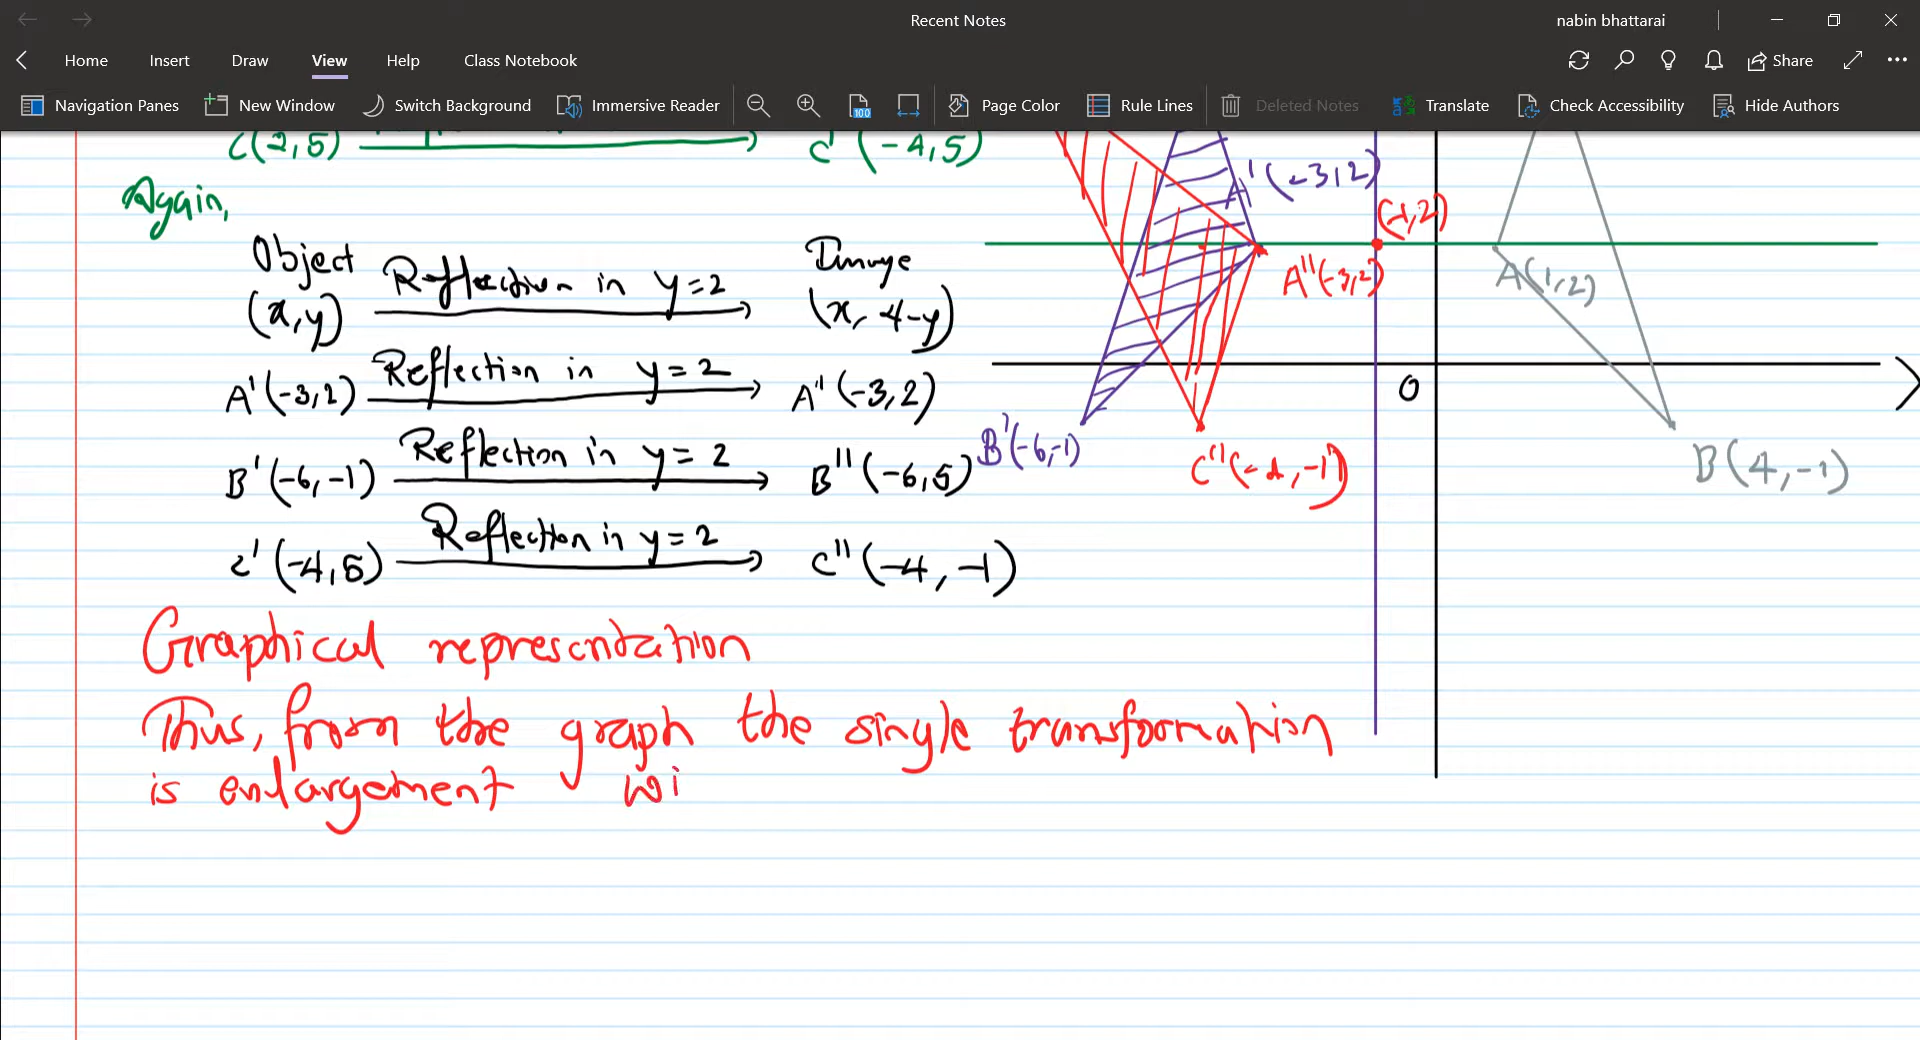 Recent Notes
nabin bhattarai
Home Insert Draw View Help Class Notebook
Share
Navigation Panes New Window Switch Background Immersive Reader Page Color Rule Lines Deleted Notes Translate Check Accessibility Hide Authors
C(2,5) C' (-4,5)
Again,
Object Reflection in y=2 Image
(x,y) (x, 4-y)
A'(-3,2) Reflection in y=2 A''(-3,2)
B'(-6,-1) Reflection in y=2 B''(-6,5)
C'(-4,5) Reflection in y=2 C''(-4,-1)
A'(-3,2)
(-1,2)
A''(-3,2)
A(1,2)
O
B'(-6,-1)
C''(-4,-1)
B(4,-1)
Graphical representation
Thus, from the graph the single transformation
is enlargement wi